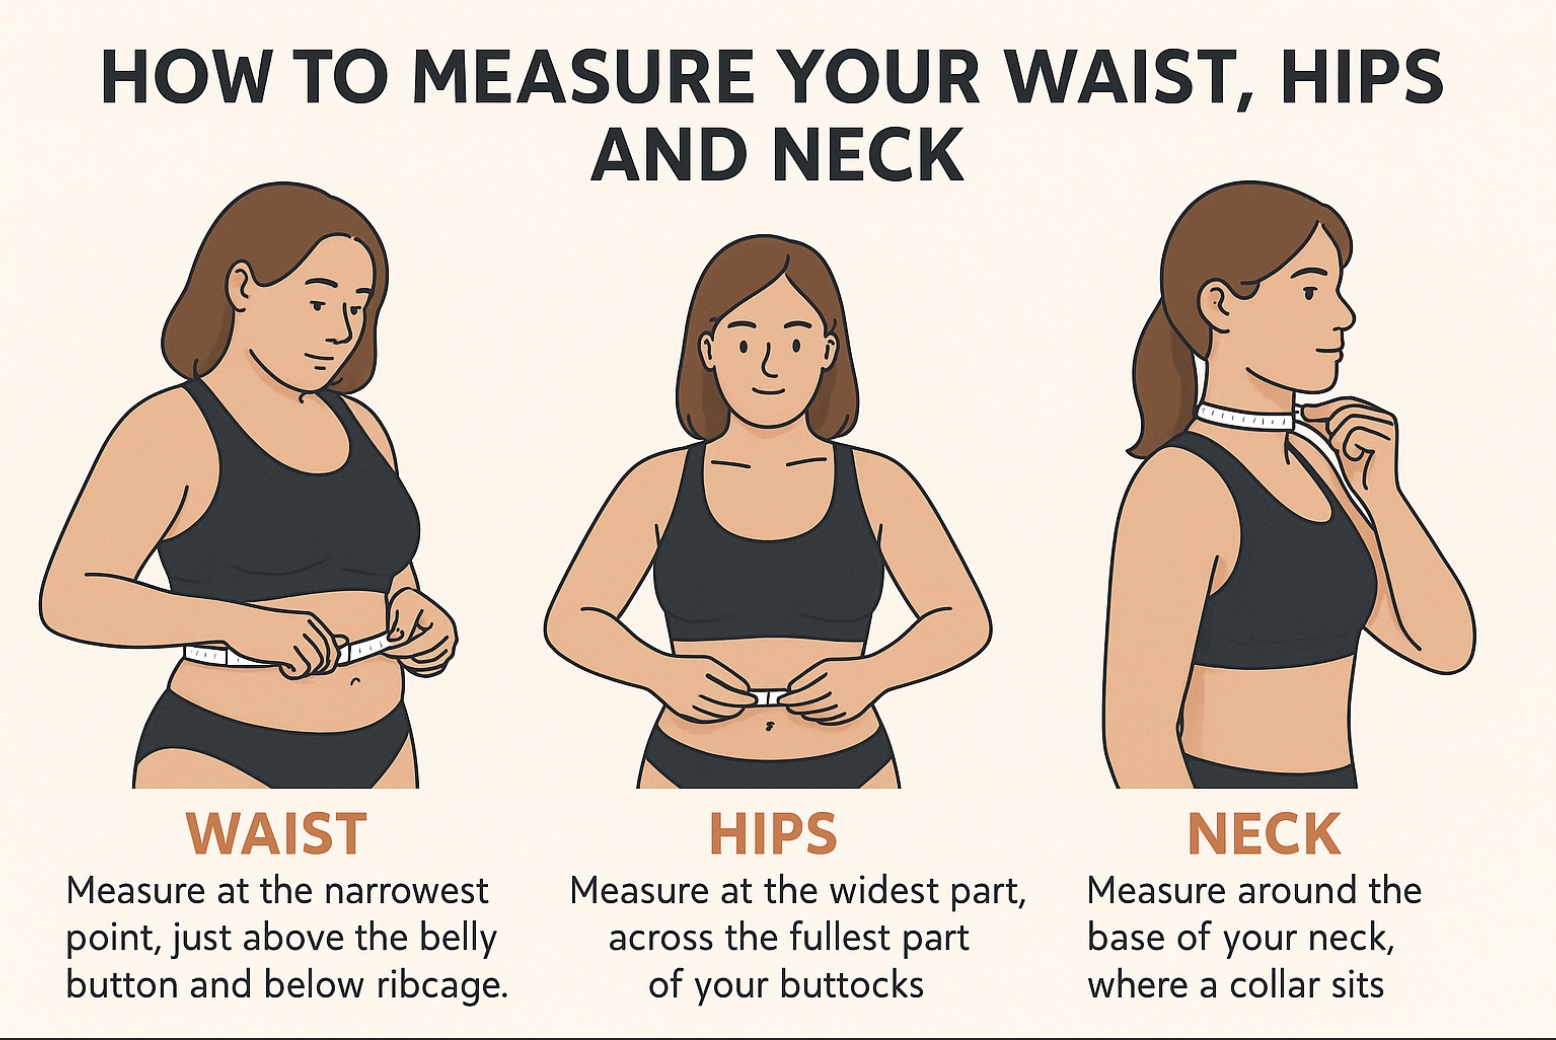 HOW TO MEASURE YOUR WAIST, HIPS
AND NECK
WAIST
Measure at the narrowest
point, just above the belly
button and below ribcage.
HIPS
Measure at the widest part,
across the fullest part
of your buttocks
NECK
Measure around the
base of your neck,
where a collar sits